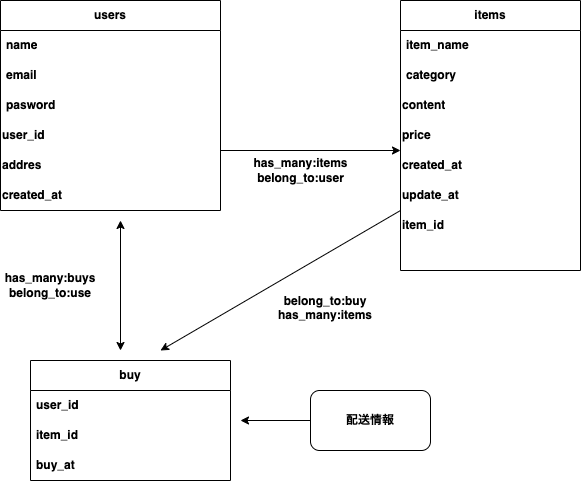 users
name
email
pasword
user_id
addres
created_at
items
item_name
category
content
price
created_at
update_at
item_id
has_many:items
belong_to:user
has_many:buys
belong_to:use
belong_to:buy
has_many:items
buy
user_id
item_id
buy_at
配送情報